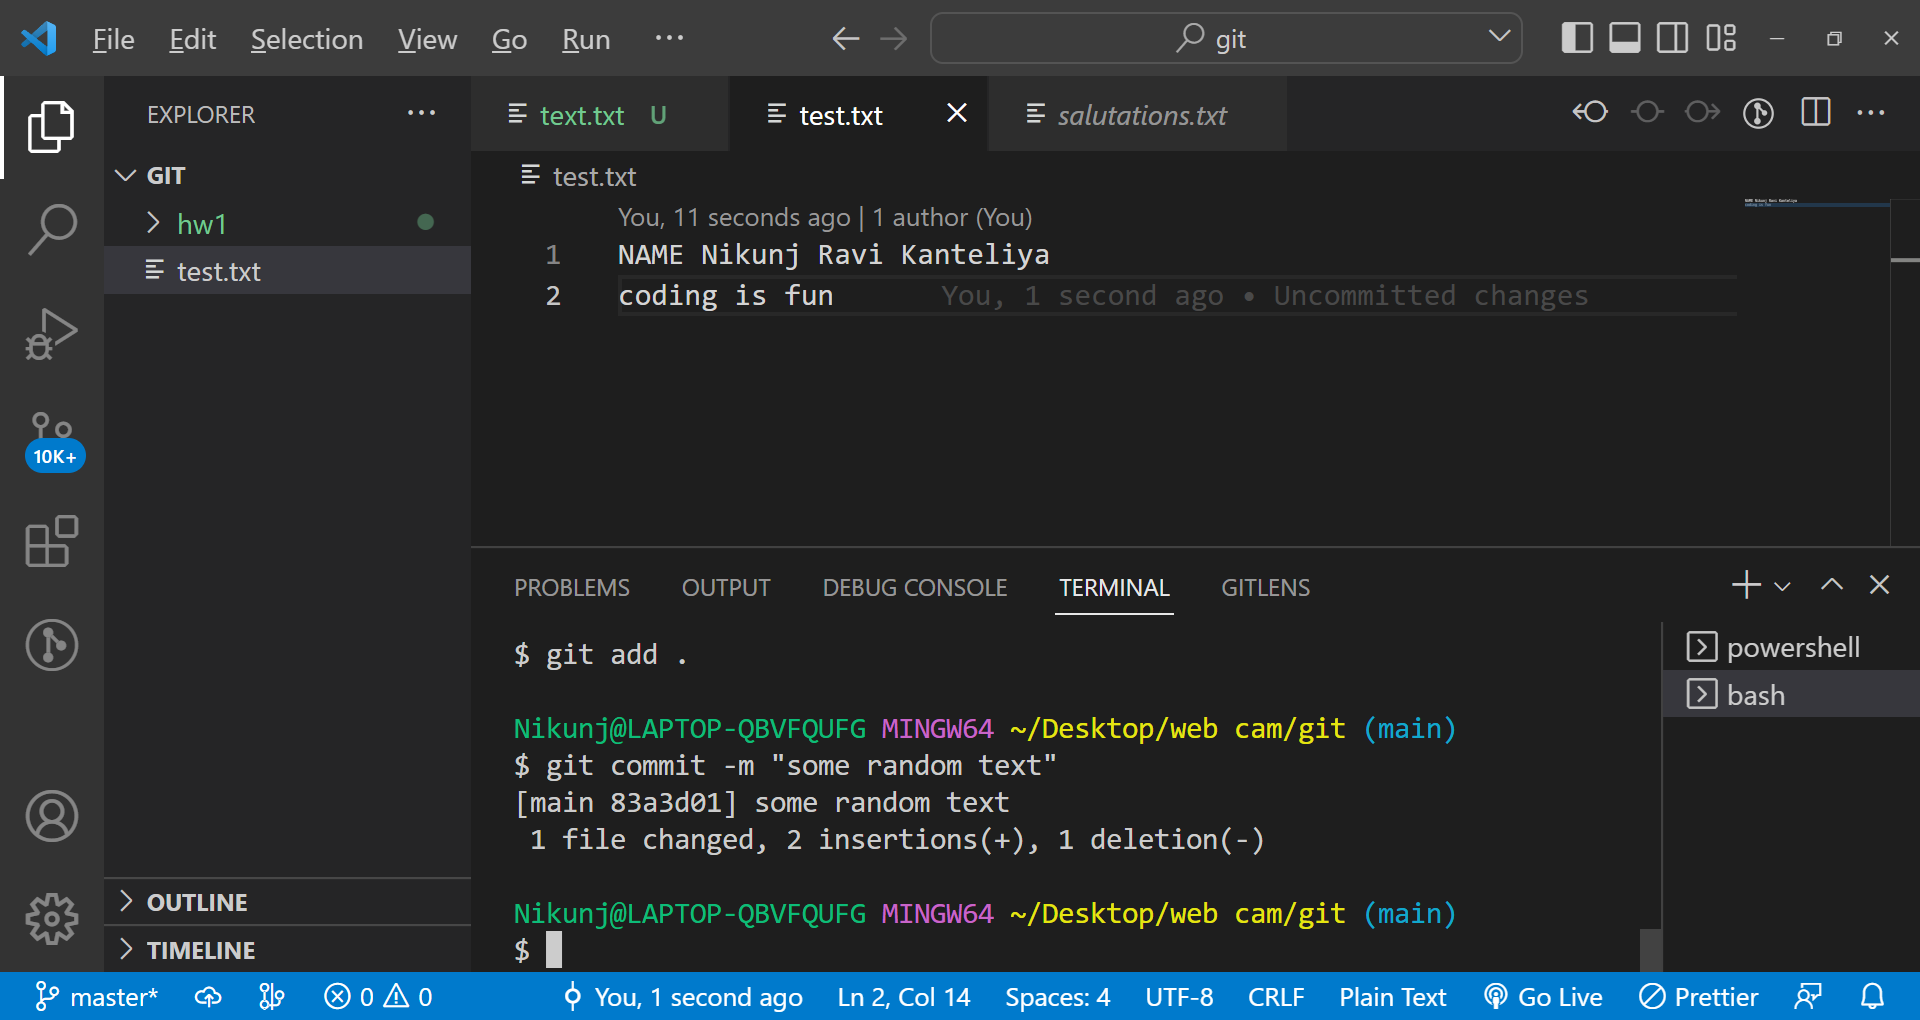 File Edit Selection View Go Run ...
git
EXPLORER ...
GIT
hw1
test.txt
10K+
OUTLINE
TIMELINE
text.txt U
test.txt
salutations.txt
test.txt
You, 11 seconds ago | 1 author (You)
1 NAME Nikunj Ravi Kanteliya
2 coding is fun You, 1 second ago • Uncommitted changes
PROBLEMS OUTPUT DEBUG CONSOLE TERMINAL GITLENS
$ git add .
Nikunj@LAPTOP-QBVFQUFG MINGW64 ~/Desktop/web cam/git (main)
$ git commit -m "some random text"
[main 83a3d01] some random text
1 file changed, 2 insertions(+), 1 deletion(-)
Nikunj@LAPTOP-QBVFQUFG MINGW64 ~/Desktop/web cam/git (main)
$
powershell
bash
master* 0 0 You, 1 second ago Ln 2, Col 14 Spaces: 4 UTF-8 CRLF Plain Text Go Live Prettier